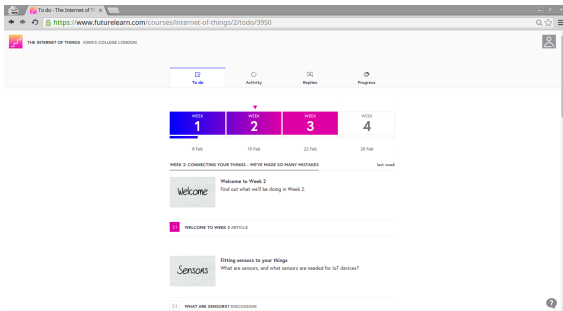 To do - The Internet of Th
https://www.futurelearn.com/courses/internet-of-things/2/todo/3950
THE INTERNET OF THINGS KING'S COLLEGE LONDON
To do Activity Replies Progress
WEEK WEEK WEEK WEEK
1 2 3 4
8 Feb 15 Feb 22 Feb 29 Feb
WEEK 2: CONNECTING YOUR THINGS - WE'VE MADE SO MANY MISTAKES last week
Welcome
Welcome to Week 2
Find out what we'll be doing in Week 2.
2.1 WELCOME TO WEEK 2 ARTICLE
Sensors
Fitting sensors to your things
What are sensors, and what sensors are needed for IoT devices?
2.2 WHAT ARE SENSORS? DISCUSSION
?